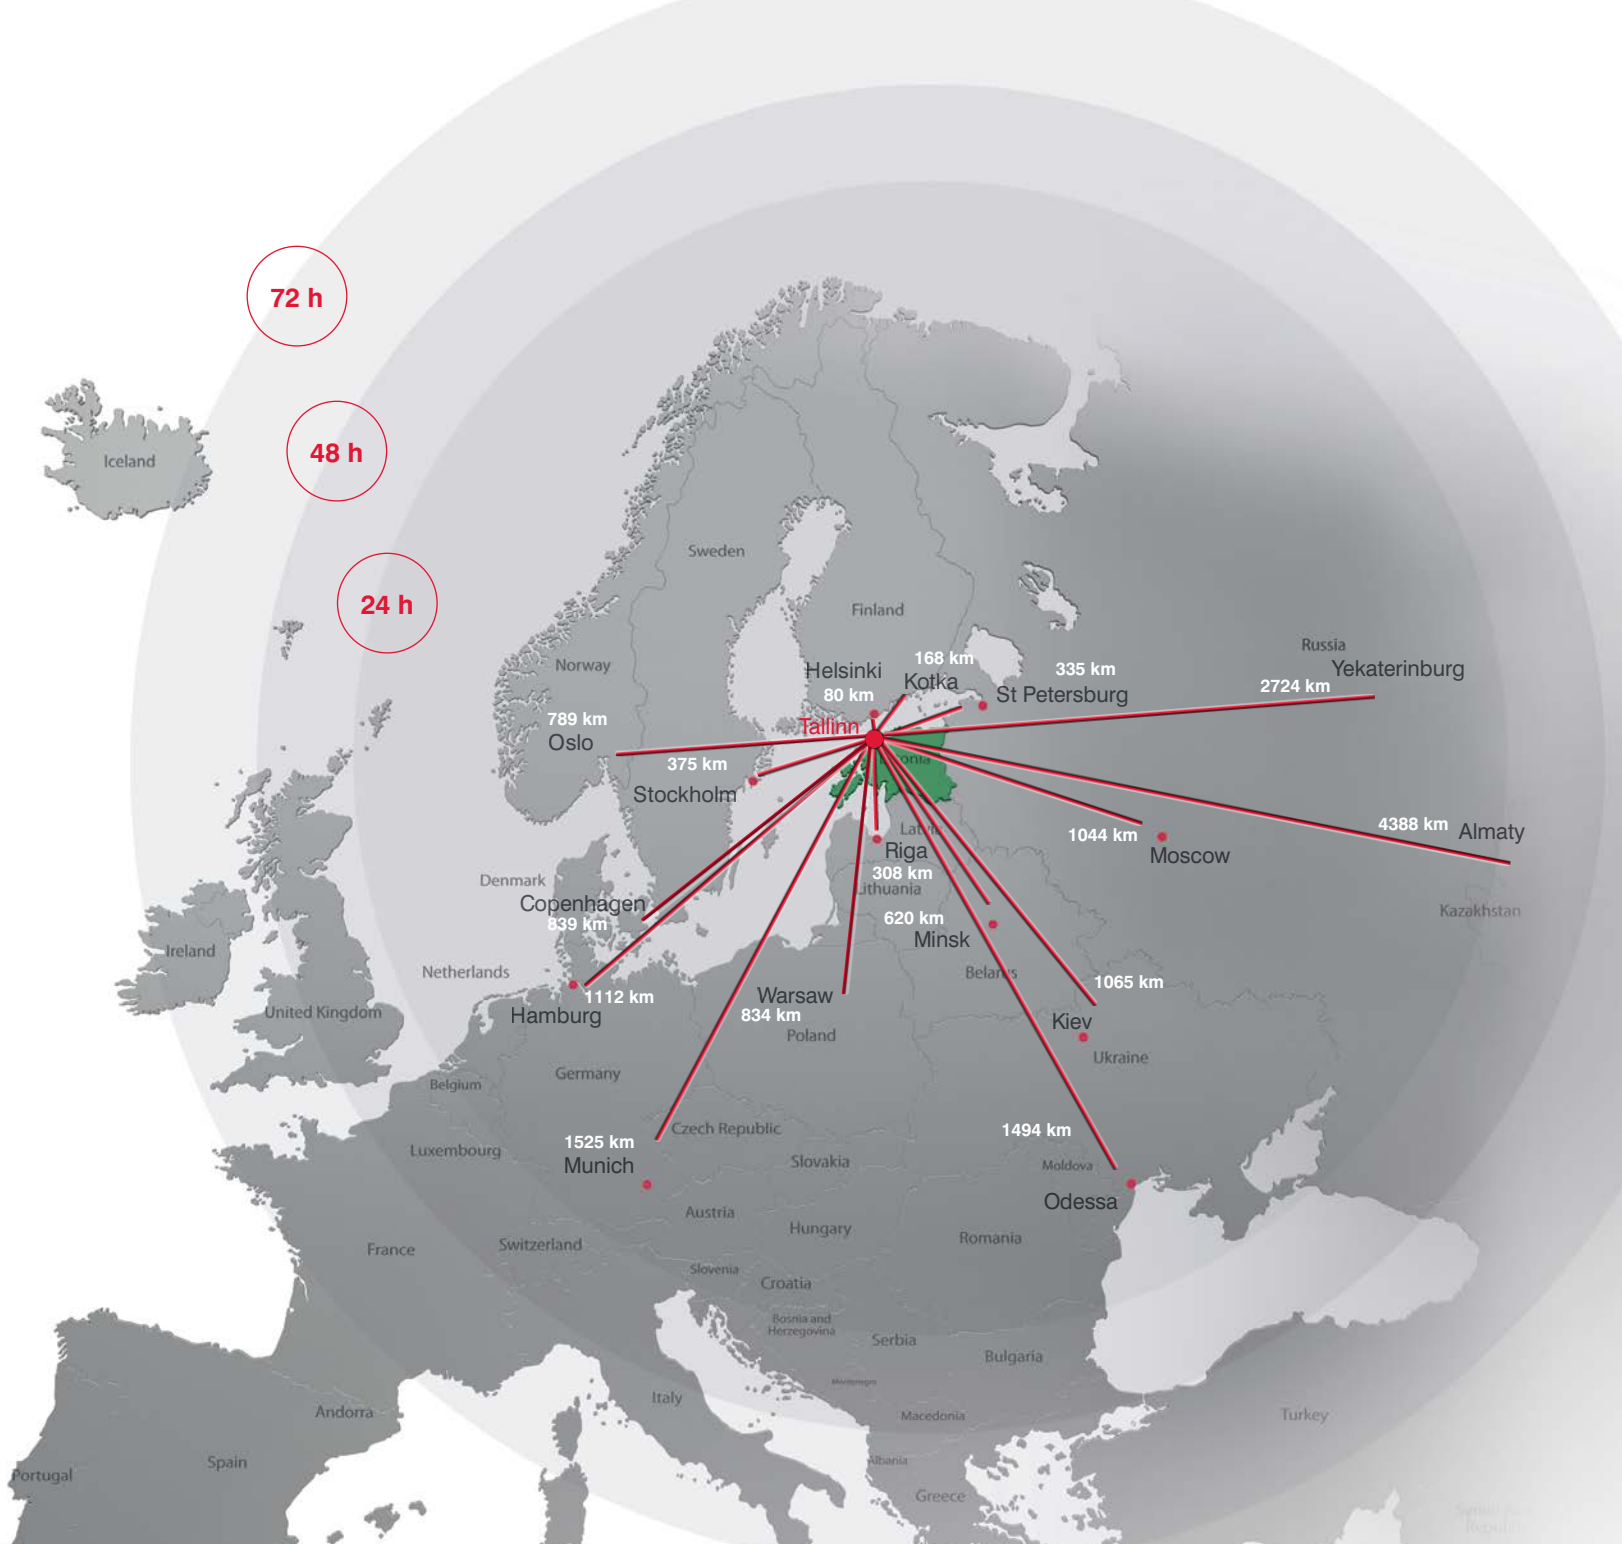 72 h
Iceland
48 h
Sweden
24 h
Finland
Russia
168 km
Norway
Helsinki
335 km
Yekaterinburg
Kotka
2724 km
80 km
St Petersburg
789 km
Tallinn
Oslo
375 km
Stockholm
4388 km
Almaty
1044 km
Riga
Moscow
308 km
Denmark
Lithuania
Copenhagen
839 km
620 km
Kazakhstan
Minsk
Ireland
Netherlands
Belarus
1065 km
1112 km
Warsaw
United Kingdom
Hamburg
834 km
Kiev
Poland
Ukraine
Germany
Belgium
Czech Republic
1494 km
1525 km
Luxembourg
Munich
Slovakia
Moldova
Odessa
Austria
Hungary
Romania
France
Switzerland
Slovenia
Croatia
Bosnia and
Herzegovina
Serbia
Bulgaria
Montenegro
Italy
Andorra
Macedonia
Turkey
Albania
Spain
Portugal
Greece